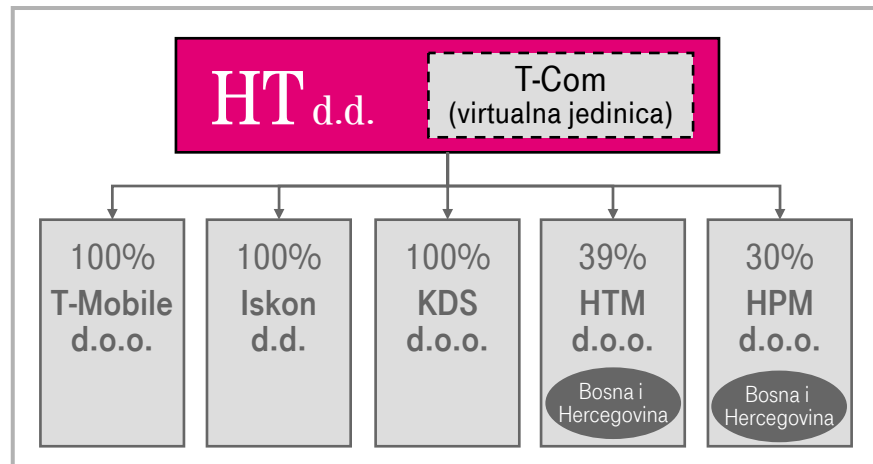 HT d.d.
T-Com
(virtualna jedinica)
100%
T-Mobile
d.o.o.
100%
Iskon
d.d.
100%
KDS
d.o.o.
39%
HTM
d.o.o.
Bosna i
Hercegovina
30%
HPM
d.o.o.
Bosna i
Hercegovina